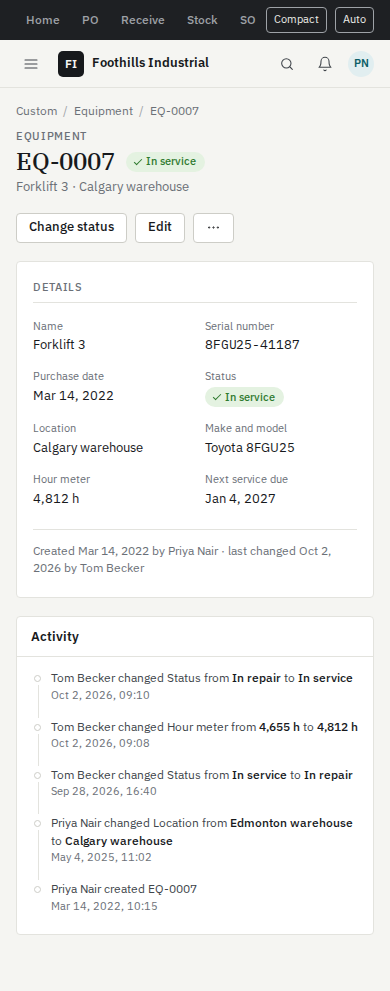 Home PO Receive Stock SO Compact Auto
FI Foothills Industrial PN
Custom / Equipment / EQ-0007
EQUIPMENT
EQ-0007 In service
Forklift 3 · Calgary warehouse
Change status Edit ···
DETAILS
Name Serial number
Forklift 3 8FGU25-41187
Purchase date Status
Mar 14, 2022 In service
Location Make and model
Calgary warehouse Toyota 8FGU25
Hour meter Next service due
4,812 h Jan 4, 2027
Created Mar 14, 2022 by Priya Nair · last changed Oct 2,
2026 by Tom Becker
Activity
Tom Becker changed Status from In repair to In service
Oct 2, 2026, 09:10
Tom Becker changed Hour meter from 4,655 h to 4,812 h
Oct 2, 2026, 09:08
Tom Becker changed Status from In service to In repair
Sep 28, 2026, 16:40
Priya Nair changed Location from Edmonton warehouse
to Calgary warehouse
May 4, 2025, 11:02
Priya Nair created EQ-0007
Mar 14, 2022, 10:15